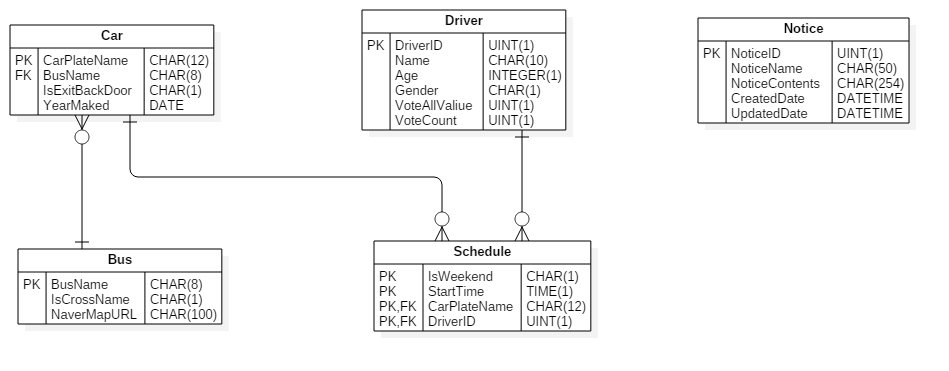 Car
PK CarPlateName CHAR(12)
FK BusName CHAR(8)
IsExitBackDoor CHAR(1)
YearMaked DATE
Driver
PK DriverID UINT(1)
Name CHAR(10)
Age INTEGER(1)
Gender CHAR(1)
VoteAllValiue UINT(1)
VoteCount UINT(1)
Notice
PK NoticeID UINT(1)
NoticeName CHAR(50)
NoticeContents CHAR(254)
CreatedDate DATETIME
UpdatedDate DATETIME
Bus
PK BusName CHAR(8)
IsCrossName CHAR(1)
NaverMapURL CHAR(100)
Schedule
PK IsWeekend CHAR(1)
PK StartTime TIME(1)
PK,FK CarPlateName CHAR(12)
PK,FK DriverID UINT(1)